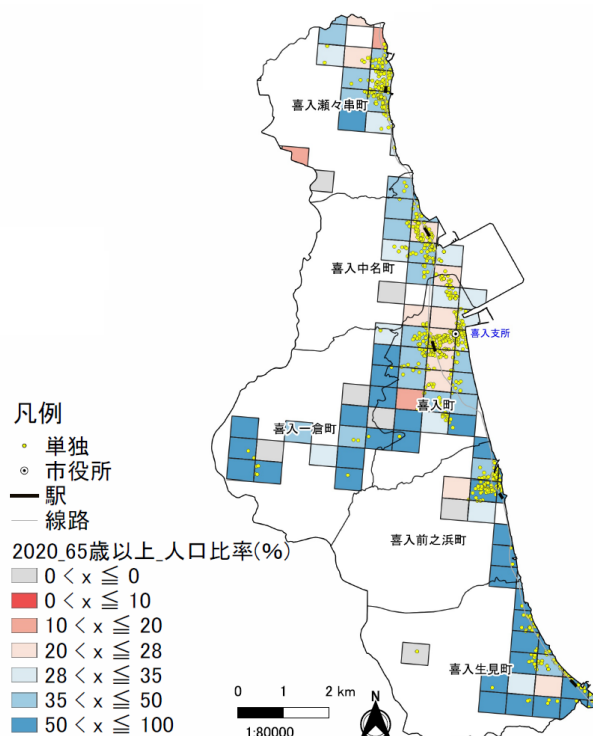 喜入瀬々串町
喜入中名町
喜入支所
喜入町
喜入一倉町
喜入前之浜町
喜入生見町
凡例
単独
市役所
駅
線路
2020_65歳以上_人口比率(%)
0 < x ≦ 0
0 < x ≦ 10
10 < x ≦ 20
20 < x ≦ 28
28 < x ≦ 35
35 < x ≦ 50
50 < x ≦ 100
0 1 2 km
1:80000
N